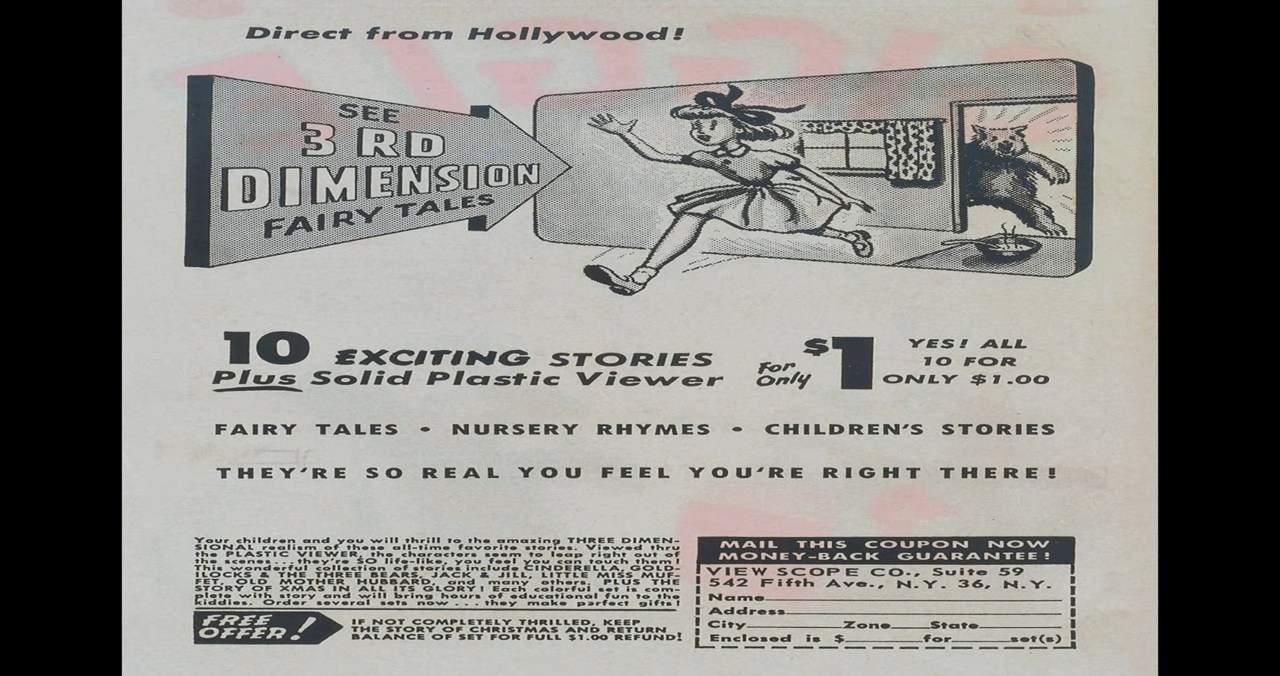 Direct from Hollywood!
SEE
3 RD
DIMENSION
FAIRY TALES
10 EXCITING STORIES
Plus Solid Plastic Viewer
For Only $1
YES! ALL
10 FOR
ONLY $1.00
FAIRY TALES • NURSERY RHYMES • CHILDREN'S STORIES
THEY'RE SO REAL YOU FEEL YOU'RE RIGHT THERE!
Your children and you will thrill to the amazing THREE DIMEN-
SIONAL realism of these all-time favorite stories. Viewed thru
the PLASTIC VIEWER, the characters seem to leap right out of
the scenes...they're SO life-like, you feel you can touch them!
This wonderful set of stories include CINDERELLA, GOLD-
ILOCKS & THE THREE BEARS, JACK & JILL, LITTLE MISS MUF-
FET, OLD MOTHER HUBBARD, and many others. PLUS THE
STORY OF XMAS IN ALL ITS GLORY! Each colorful set is com-
plete with story and will bring hours of educational fun to the
kiddies. Order several sets now...they make perfect gifts!
FREE
OFFER!
IF NOT COMPLETELY THRILLED, KEEP
THE STORY OF CHRISTMAS AND RETURN
BALANCE OF SET FOR FULL $1.00 REFUND!
MAIL THIS COUPON NOW
MONEY-BACK GUARANTEE!
VIEW SCOPE CO., Suite 59
542 Fifth Ave., N.Y. 36, N.Y.
Name
Address
City Zone State
Enclosed is $ for set(s)